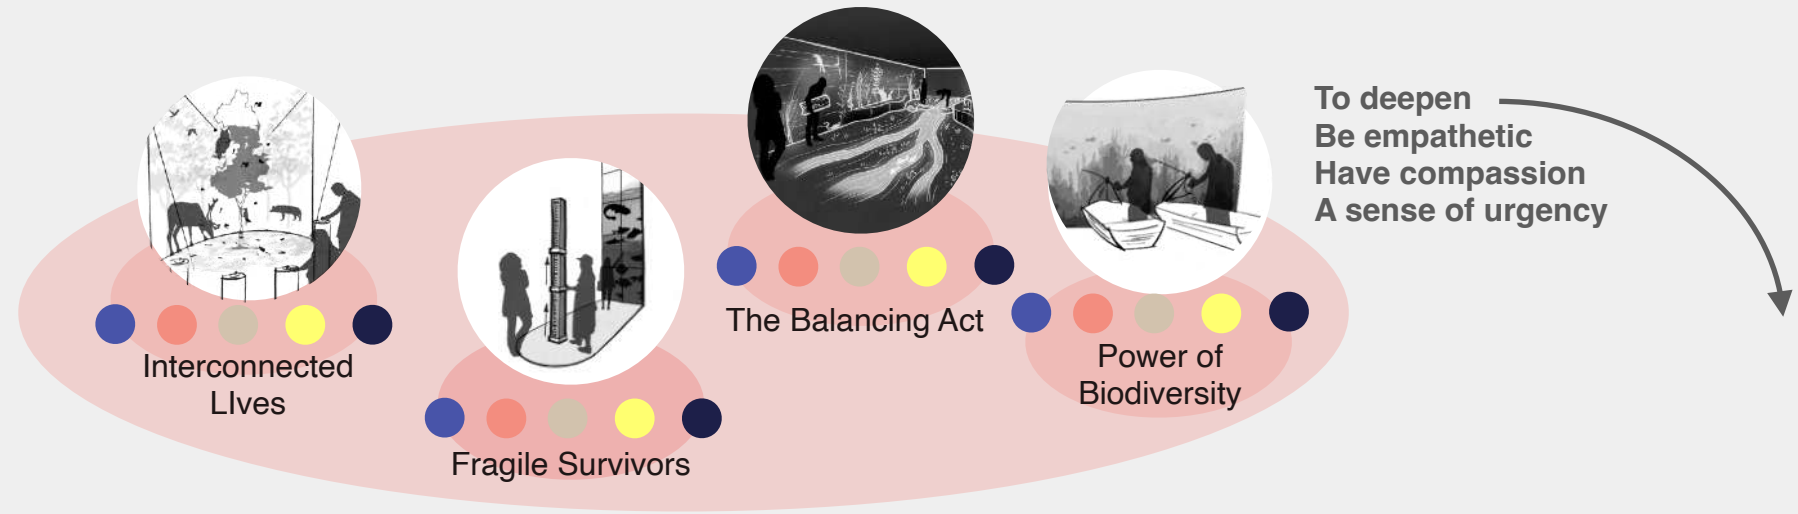 Interconnected
LIves
Fragile Survivors
The Balancing Act
Power of
Biodiversity
To deepen
Be empathetic
Have compassion
A sense of urgency